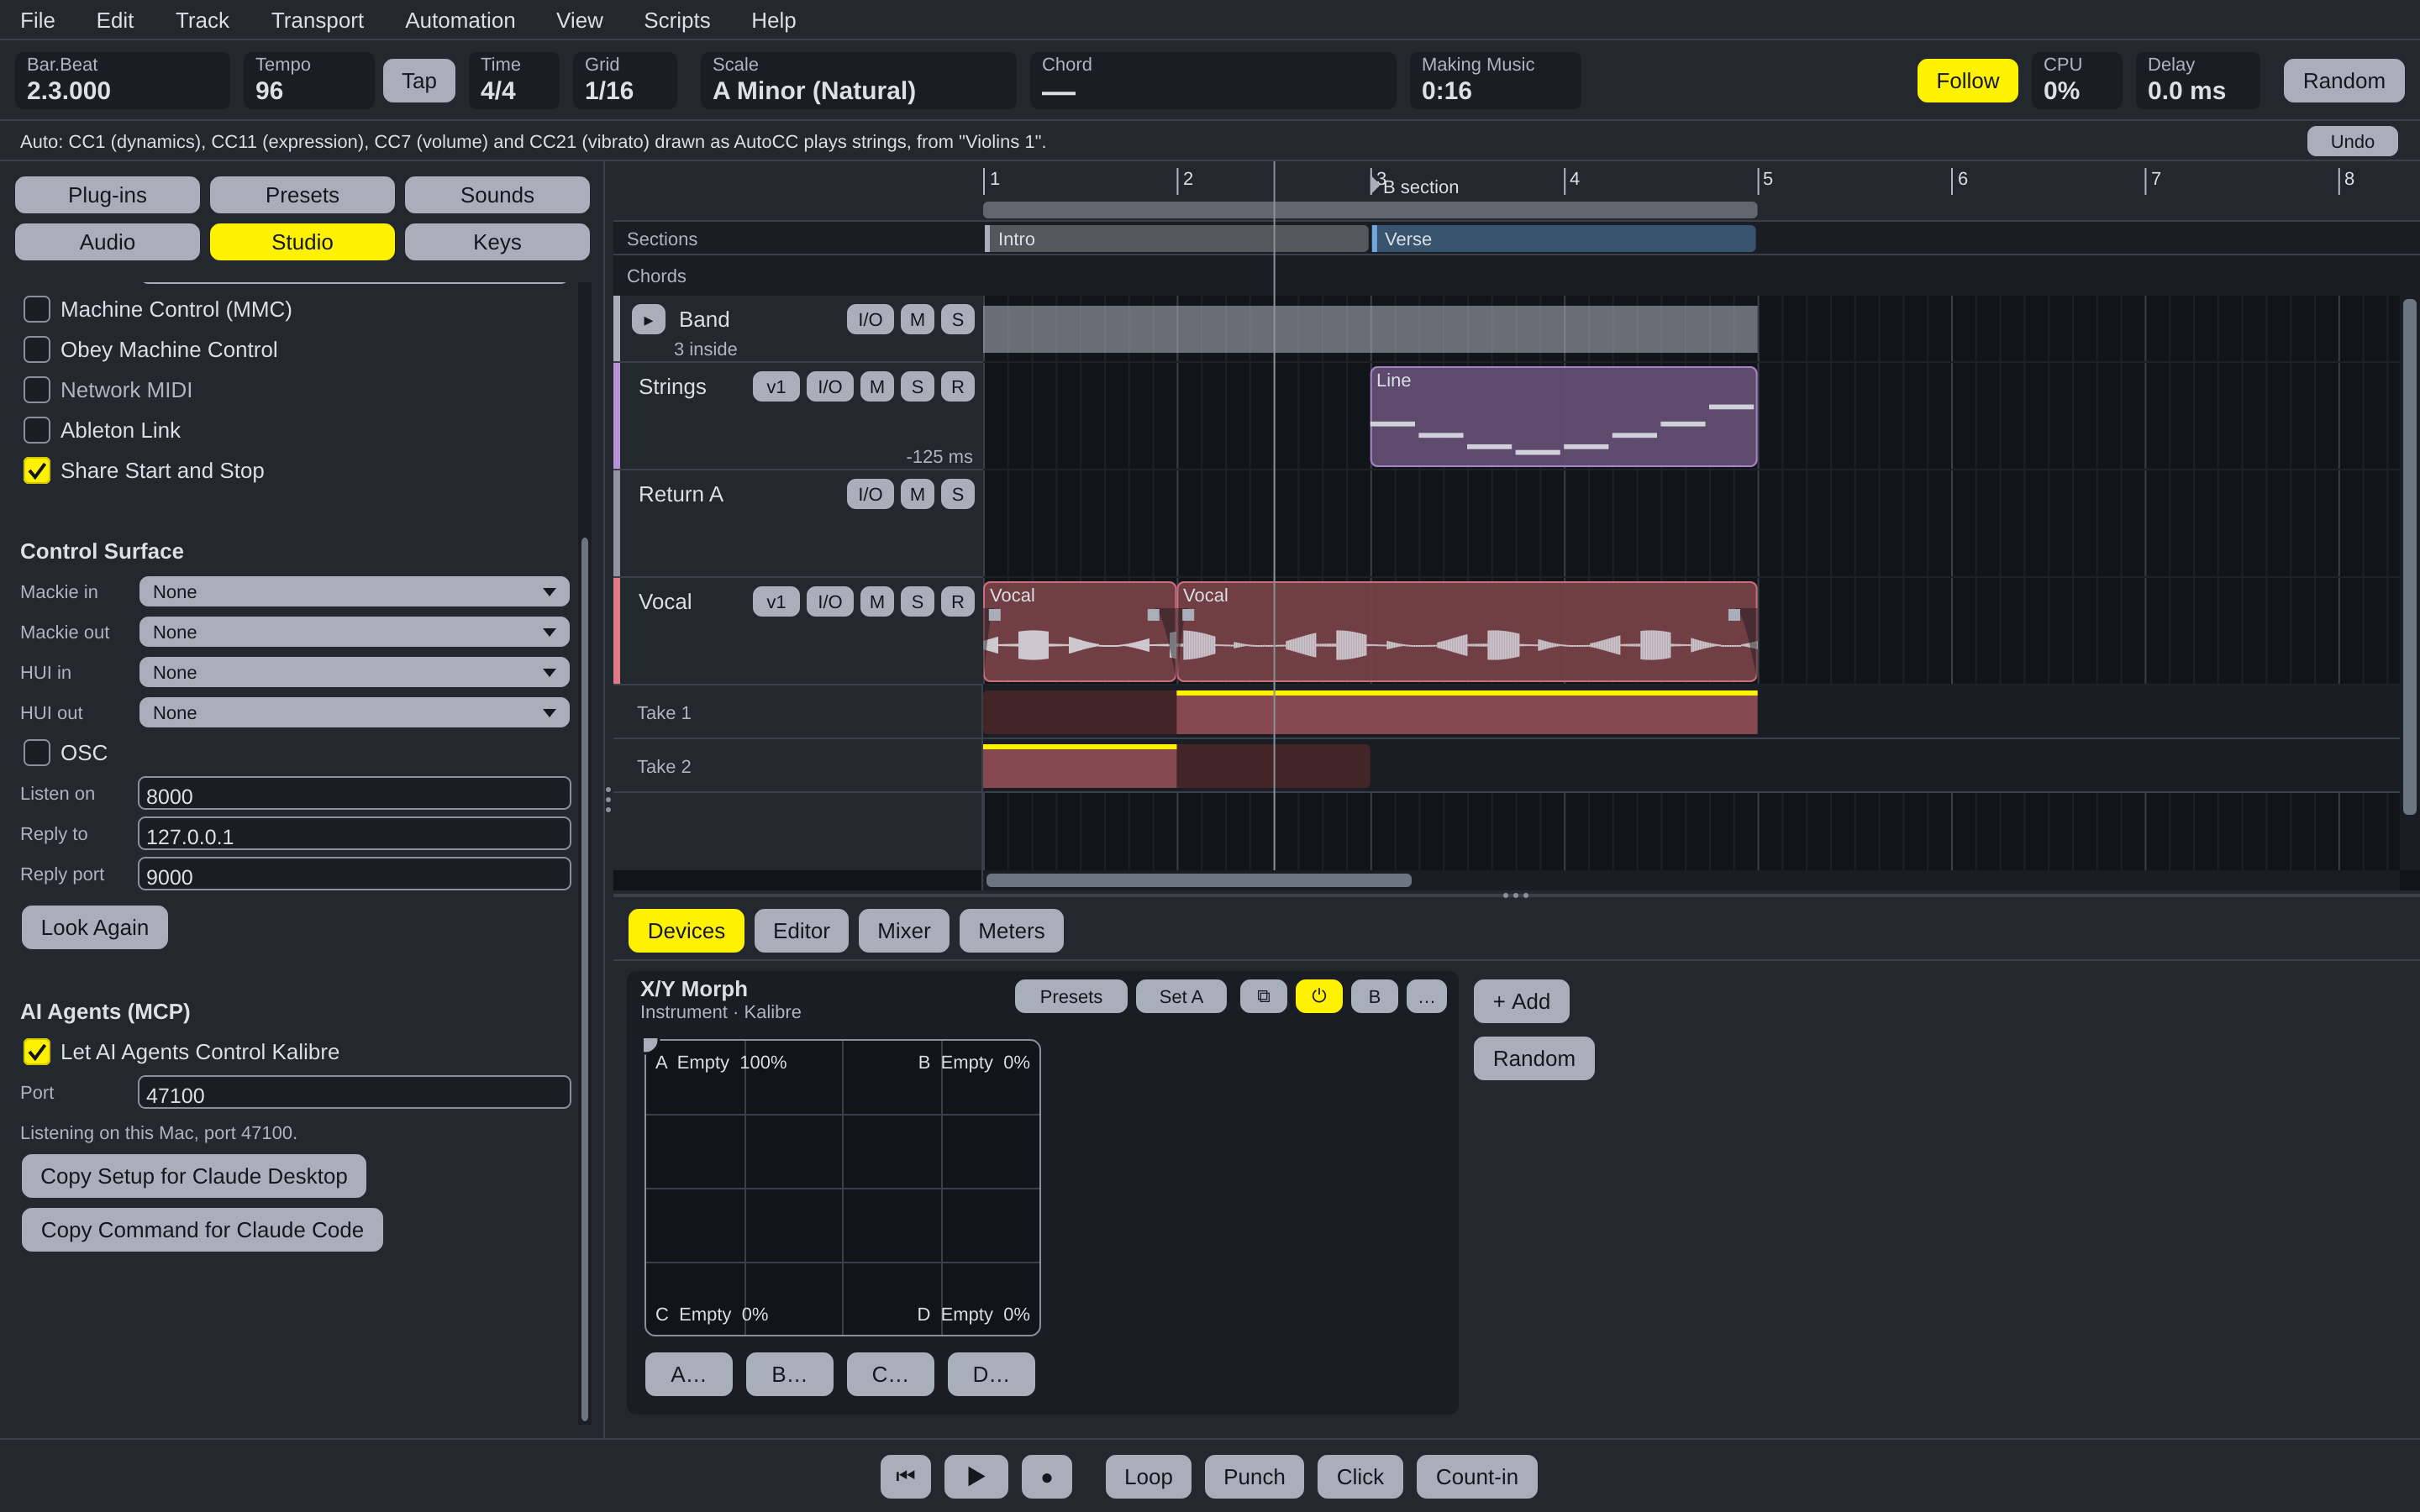 File Edit Track Transport Automation View Scripts Help
Bar.Beat Tempo Time Grid Scale Chord Making Music CPU Delay
2.3.000 96 Tap 4/4 1/16 A Minor (Natural) — 0:16 Follow 0% 0.0 ms Random
Auto: CC1 (dynamics), CC11 (expression), CC7 (volume) and CC21 (vibrato) drawn as AutoCC plays strings, from "Violins 1". Undo
Plug-ins Presets Sounds
Audio Studio Keys
Machine Control (MMC)
Obey Machine Control
Network MIDI
Ableton Link
Share Start and Stop
Control Surface
Mackie in None
Mackie out None
HUI in None
HUI out None
OSC
Listen on 8000
Reply to 127.0.0.1
Reply port 9000
Look Again
AI Agents (MCP)
Let AI Agents Control Kalibre
Port 47100
Listening on this Mac, port 47100.
Copy Setup for Claude Desktop
Copy Command for Claude Code
1 2 3 4 5 6 7 8
B section
Sections Intro Verse
Chords
Band I/O M S
3 inside
Strings v1 I/O M S R
-125 ms
Line
Return A I/O M S
Vocal v1 I/O M S R
Vocal Vocal
Take 1
Take 2
Devices Editor Mixer Meters
X/Y Morph
Instrument · Kalibre
Presets Set A B …
+ Add
Random
A Empty 100% B Empty 0%
C Empty 0% D Empty 0%
A… B… C… D…
Loop Punch Click Count-in